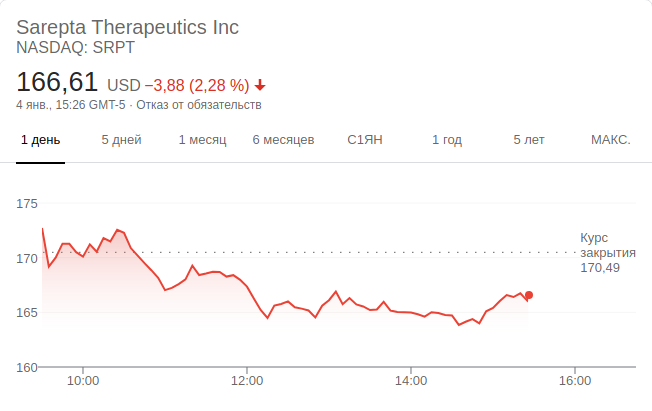 Sarepta Therapeutics Inc
NASDAQ: SRPT
166,61 USD −3,88 (2,28 %)
4 янв., 15:26 GMT-5 · Отказ от обязательств
1 день 5 дней 1 месяц 6 месяцев С1ЯН 1 год 5 лет МАКС.
175
170
165
160
Курс
закрытия
170,49
10:00 12:00 14:00 16:00